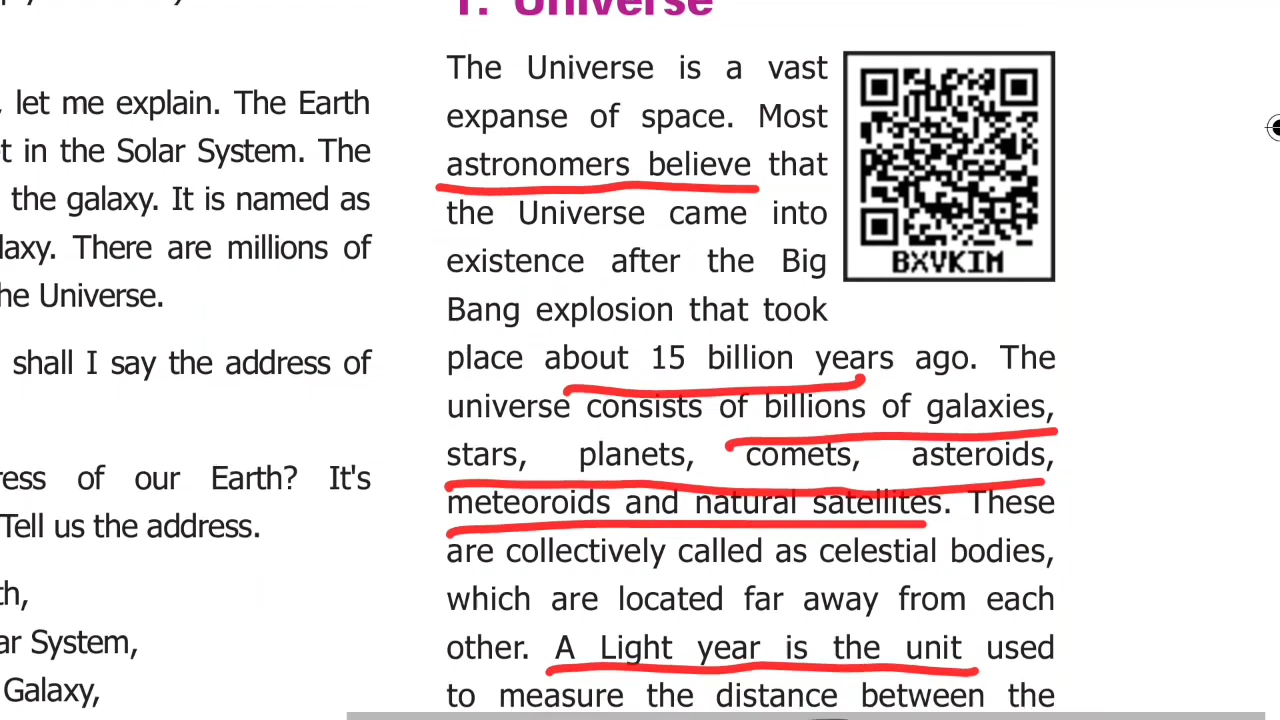 let me explain. The Earth
in the Solar System. The
the galaxy. It is named as
There are millions of
Universe.
shall I say the address of
of our Earth? It's
Tell us the address.
System,
Galaxy,
1. Universe
The Universe is a vast
expanse of space. Most
astronomers believe that
the Universe came into
existence after the Big
Bang explosion that took
place about 15 billion years ago. The
universe consists of billions of galaxies,
stars, planets, comets, asteroids,
meteoroids and natural satellites. These
are collectively called as celestial bodies,
which are located far away from each
other. A Light year is the unit used
to measure the distance between the
BXVKIM